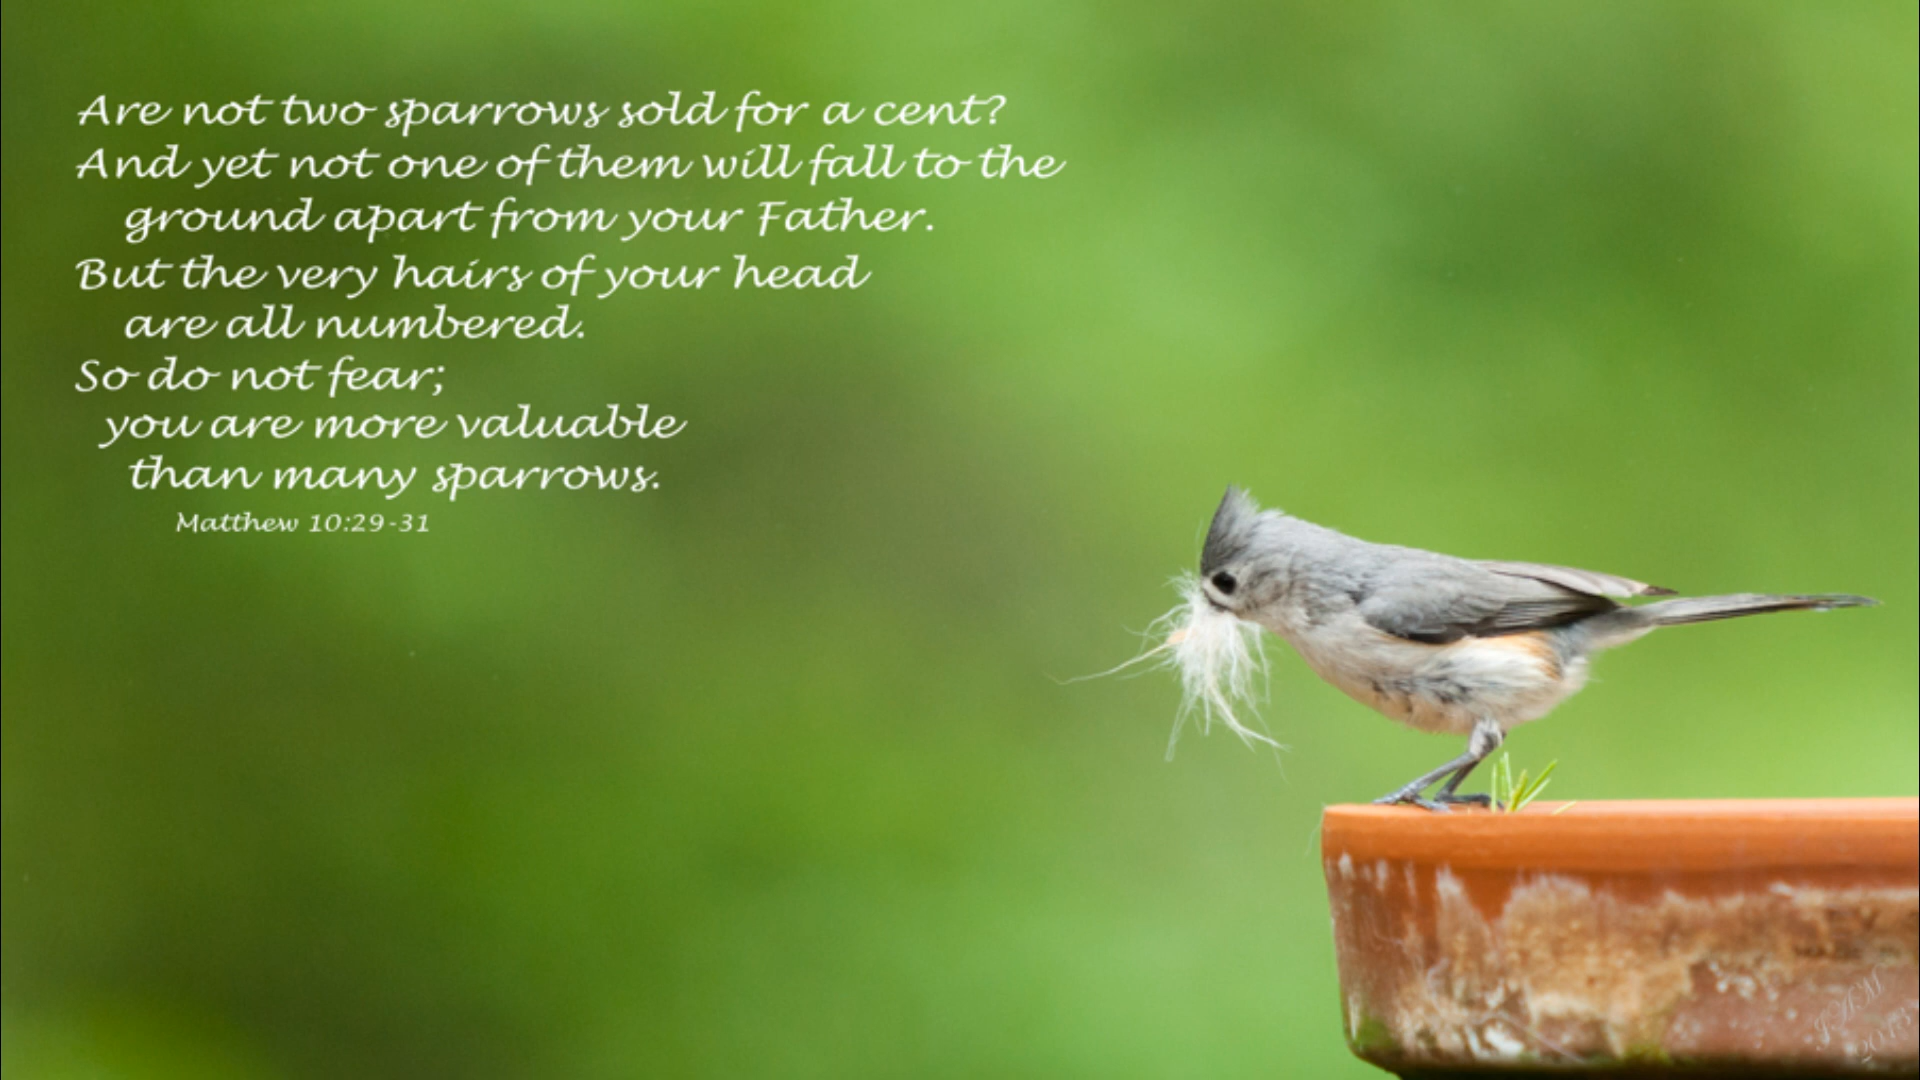 Are not two sparrows sold for a cent?
And yet not one of them will fall to the
ground apart from your Father.
But the very hairs of your head
are all numbered.
So do not fear;
you are more valuable
than many sparrows.
Matthew 10:29-31
JAM
2013